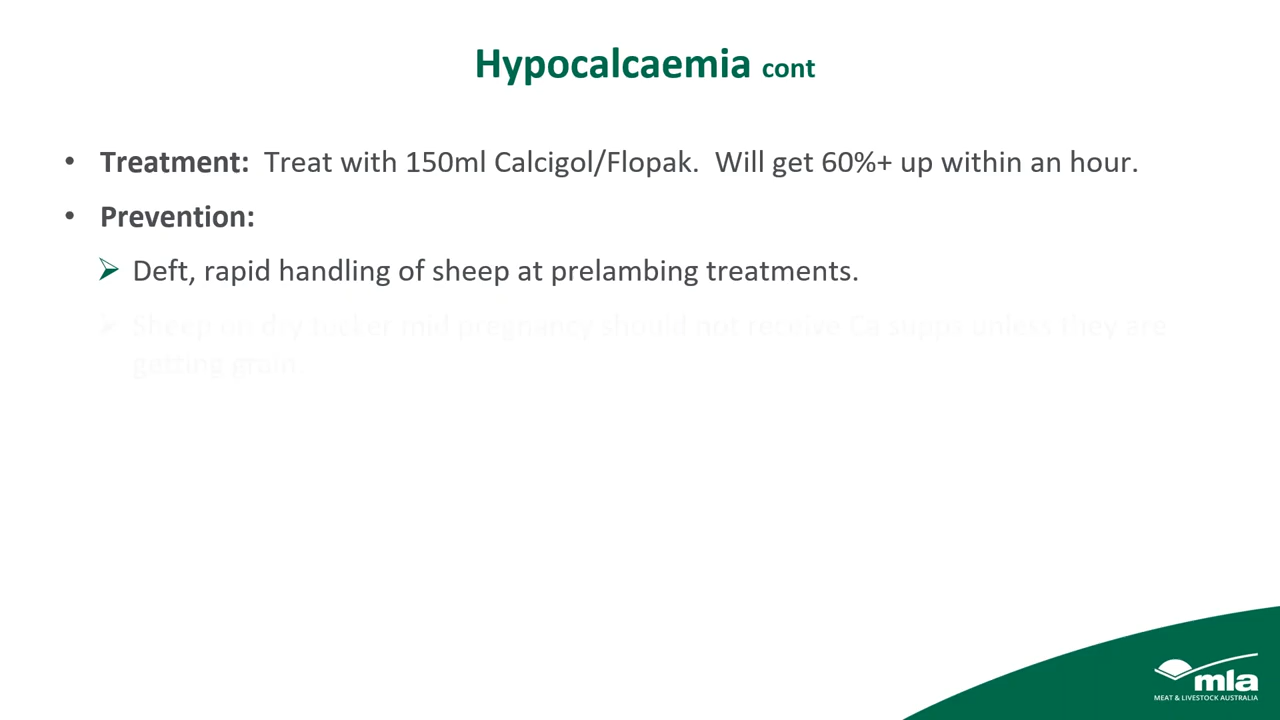 Hypocalcaemia cont
• Treatment: Treat with 150ml Calcigol/Flopak. Will get 60%+ up within an hour.
• Prevention:
➢ Deft, rapid handling of sheep at prelambing treatments.
➢ Sheep on dry tucker mid pregnancy should not receive Ca supps unless they are
getting grain
mla
MEAT & LIVESTOCK AUSTRALIA